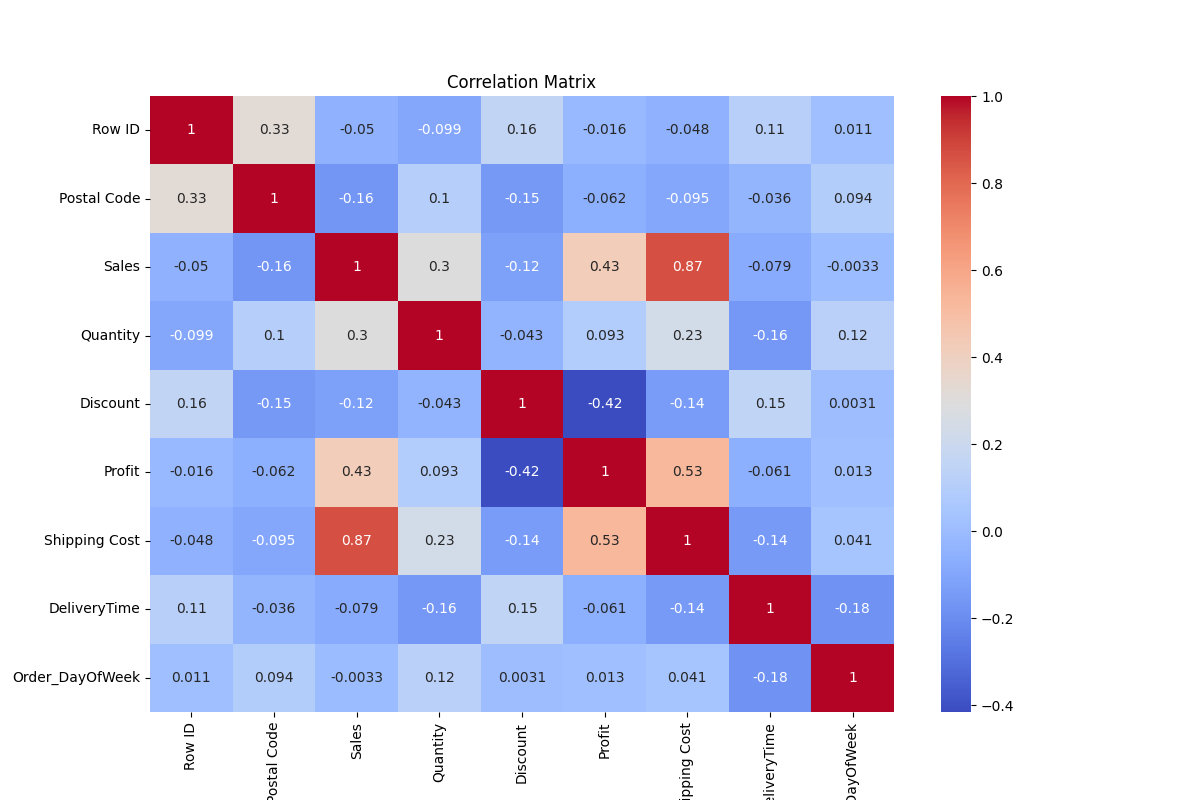 Correlation Matrix
Row ID 1 0.33 -0.05 -0.099 0.16 -0.016 -0.048 0.11 0.011
Postal Code 0.33 1 -0.16 0.1 -0.15 -0.062 -0.095 -0.036 0.094
Sales -0.05 -0.16 1 0.3 -0.12 0.43 0.87 -0.079 -0.0033
Quantity -0.099 0.1 0.3 1 -0.043 0.093 0.23 -0.16 0.12
Discount 0.16 -0.15 -0.12 -0.043 1 -0.42 -0.14 0.15 0.0031
Profit -0.016 -0.062 0.43 0.093 -0.42 1 0.53 -0.061 0.013
Shipping Cost -0.048 -0.095 0.87 0.23 -0.14 0.53 1 -0.14 0.041
DeliveryTime 0.11 -0.036 -0.079 -0.16 0.15 -0.061 -0.14 1 -0.18
Order_DayOfWeek 0.011 0.094 -0.0033 0.12 0.0031 0.013 0.041 -0.18 1
Row ID
Postal Code
Sales
Quantity
Discount
Profit
ipping Cost
eliveryTime
DayOfWeek
1.0
0.8
0.6
0.4
0.2
0.0
−0.2
−0.4